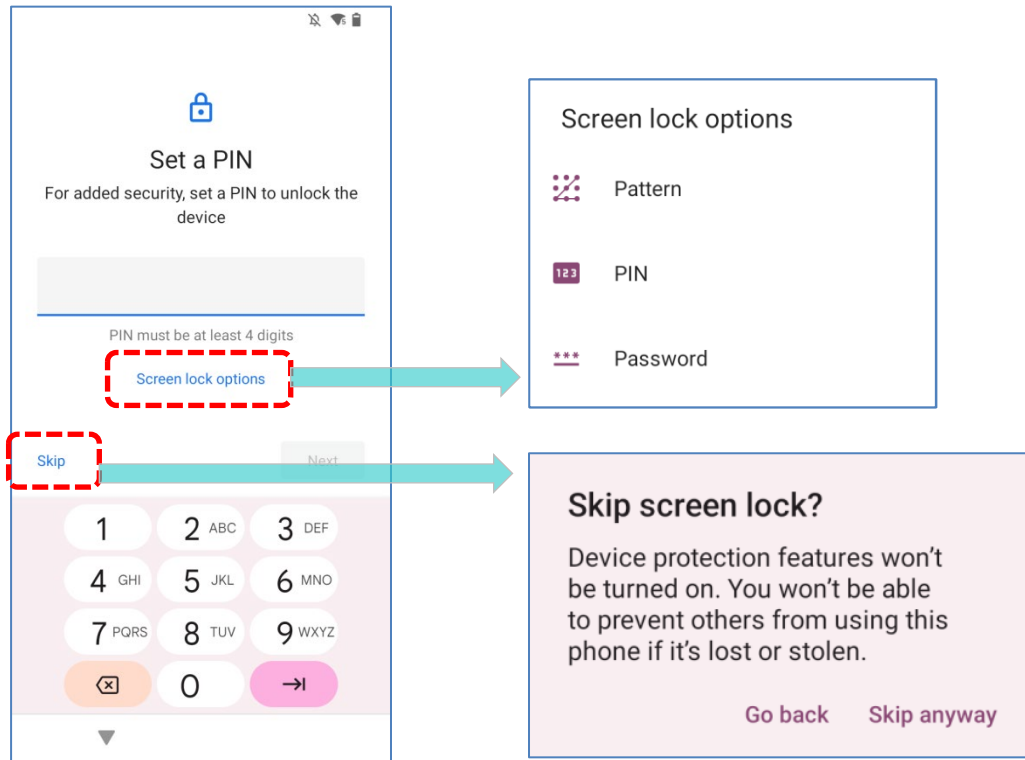 Set a PIN
For added security, set a PIN to unlock the
device
PIN must be at least 4 digits
Screen lock options
Skip
Next
1
2 ABC
3 DEF
4 GHI
5 JKL
6 MNO
7 PQRS
8 TUV
9 WXYZ
0
Screen lock options
Pattern
123
PIN
***
Password
Skip screen lock?
Device protection features won't
be turned on. You won't be able
to prevent others from using this
phone if it's lost or stolen.
Go back
Skip anyway